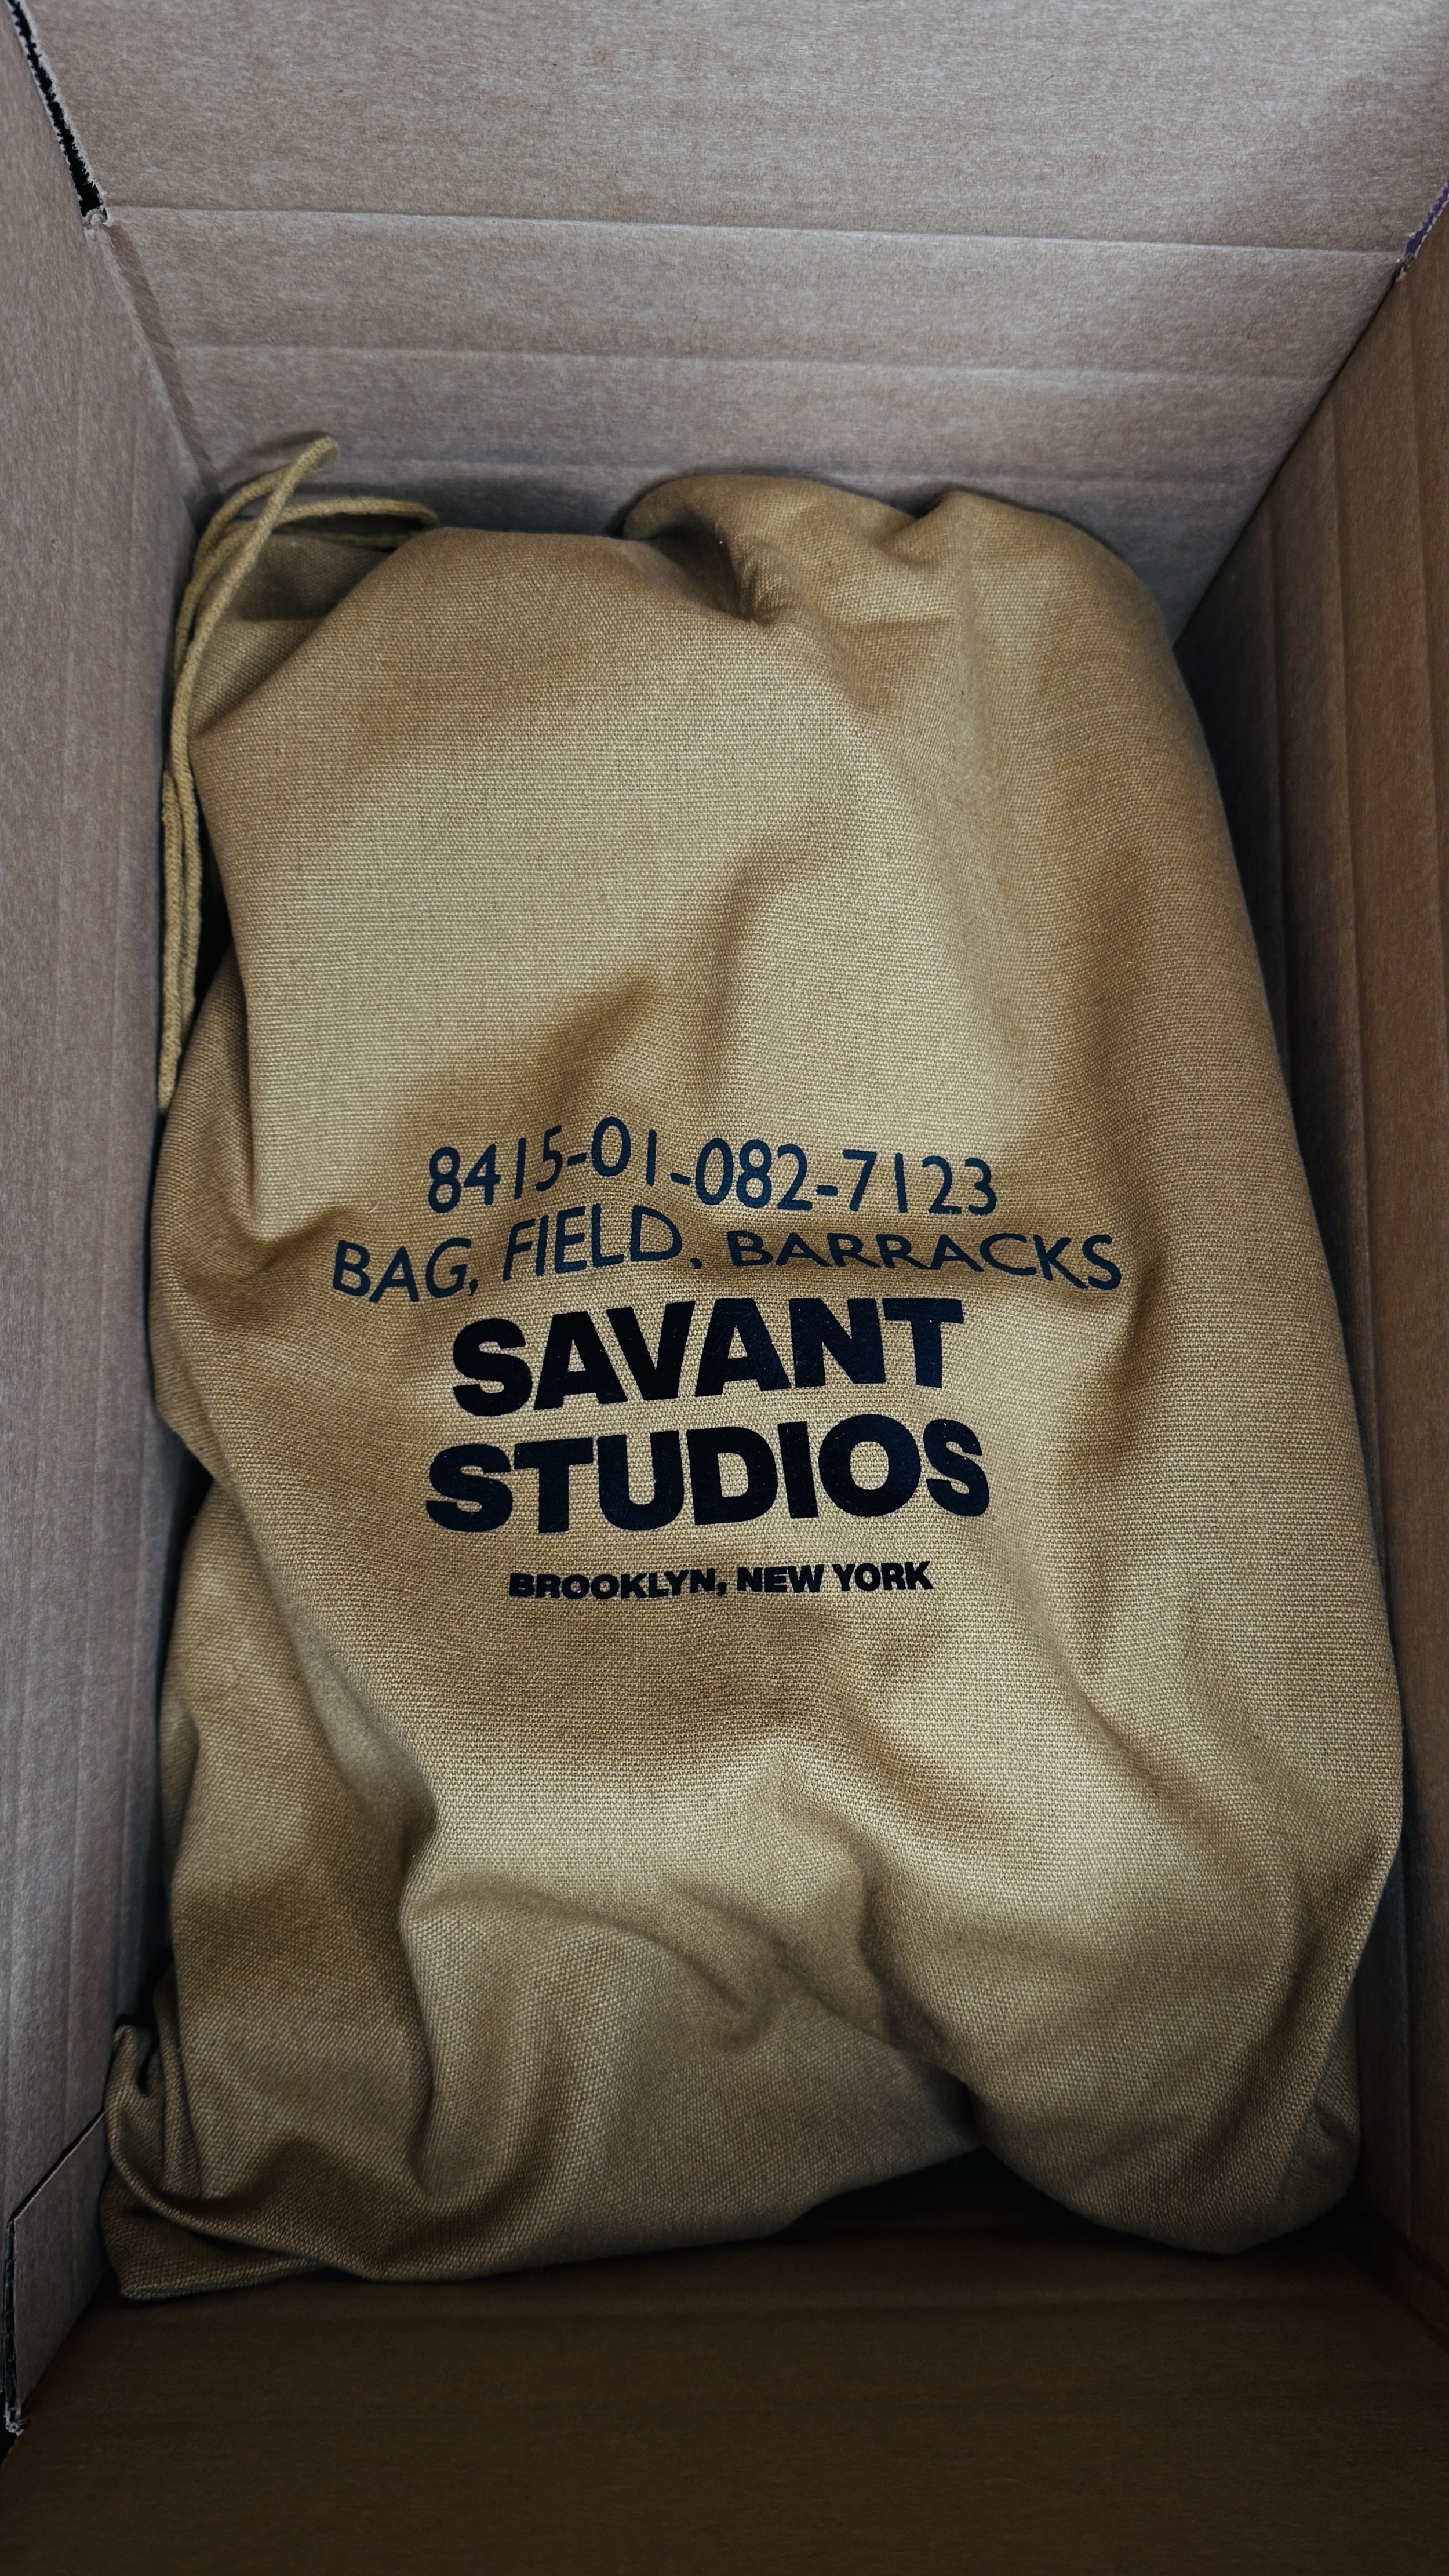 8415-01-082-7123
BAG, FIELD, BARRACKS
SAVANT
STUDIOS
BROOKLYN, NEW YORK